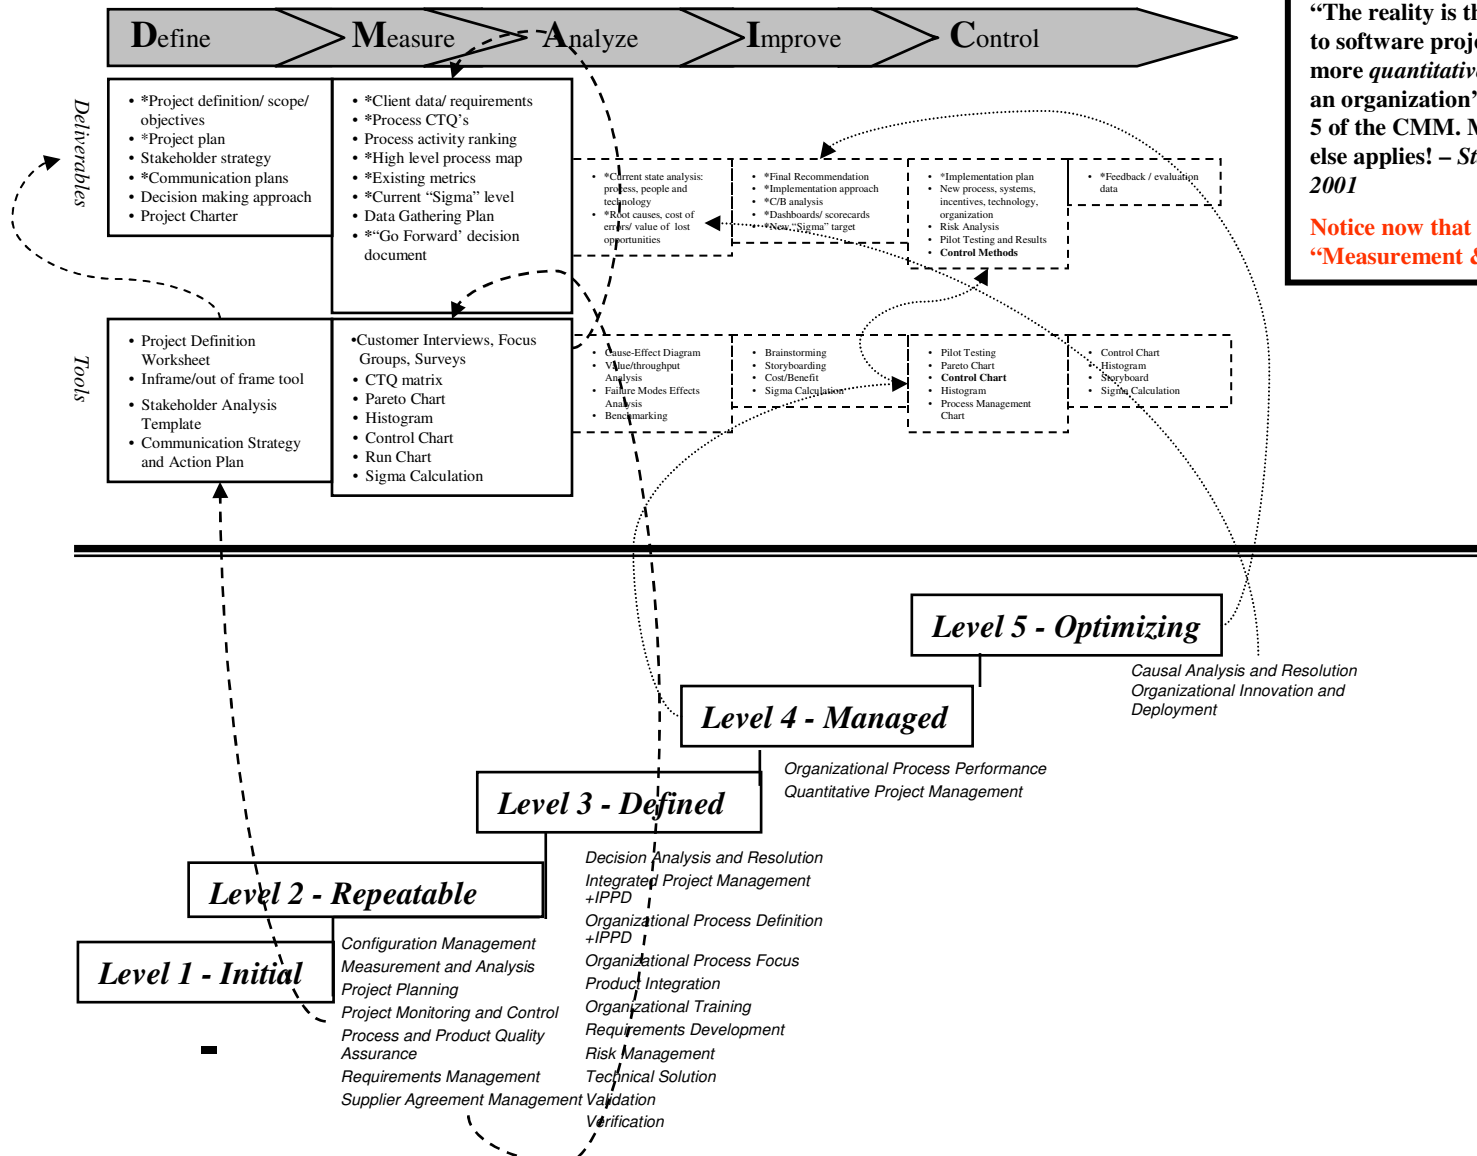 Define
Measure
Analyze
Improve
Control
Deliverables
• *Project definition/ scope/
objectives
• *Project plan
• Stakeholder strategy
• *Communication plans
• Decision making approach
• Project Charter
• *Client data/ requirements
• *Process CTQ's
• Process activity ranking
• *High level process map
• *Existing metrics
• *Current “Sigma” level
• Data Gathering Plan
• *“Go Forward’ decision
document
• *Current state analysis:
process, people and
technology
• *Root causes, cost of
errors/ value of lost
opportunities
• *Final Recommendation
• *Implementation approach
• *C/B analysis
• *Dashboards/ scorecards
• *New “Sigma” target
• *Implementation plan
• New process, systems,
incentives, technology,
organization
• Risk Analysis
• Pilot Testing and Results
• Control Methods
• *Feedback / evaluation
data
Tools
• Project Definition
Worksheet
• Inframe/out of frame tool
• Stakeholder Analysis
Template
• Communication Strategy
and Action Plan
•Customer Interviews, Focus
Groups, Surveys
• CTQ matrix
• Pareto Chart
• Histogram
• Control Chart
• Run Chart
• Sigma Calculation
• Cause-Effect Diagram
• Value/throughput
Analysis
• Failure Modes Effects
Analysis
• Benchmarking
• Brainstorming
• Storyboarding
• Cost/Benefit
• Sigma Calculation
• Pilot Testing
• Pareto Chart
• Control Chart
• Histogram
• Process Management
Chart
• Control Chart
• Histogram
• Storyboard
• Sigma Calculation
“The reality is th
to software proje
more quantitative
an organization’
5 of the CMM. M
else applies! – St
2001
Notice now that
“Measurement &
Level 5 - Optimizing
Causal Analysis and Resolution
Organizational Innovation and
Deployment
Level 4 - Managed
Organizational Process Performance
Quantitative Project Management
Level 3 - Defined
Decision Analysis and Resolution
Integrated Project Management
+IPPD
Organizational Process Definition
+IPPD
Organizational Process Focus
Product Integration
Organizational Training
Requirements Development
Risk Management
Technical Solution
Validation
Verification
Level 2 - Repeatable
Configuration Management
Measurement and Analysis
Project Planning
Project Monitoring and Control
Process and Product Quality
Assurance
Requirements Management
Supplier Agreement Management
Level 1 - Initial